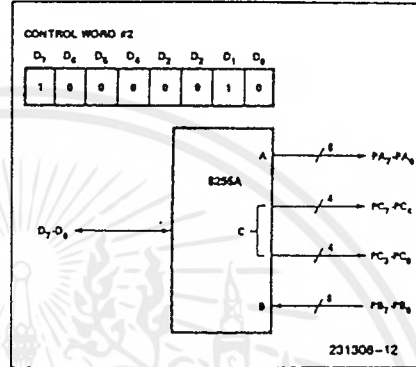 CONTROL WORD #2
D7 D6 D5 D4 D3 D2 D1 D0
1 0 0 0 0 0 1 0
A
8
PA7-PA0
8255A
4
PC7-PC4
D7-D0
C
4
PC3-PC0
B
8
PB7-PB0
231308-12